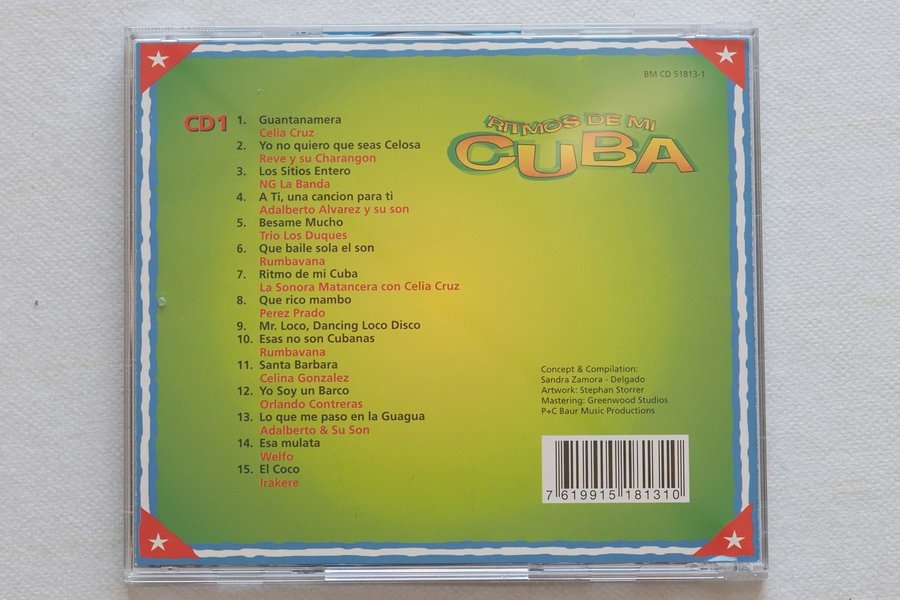 BM CD 51813-1
RITMOS DE MI
CUBA
CD1
1. Guantanamera
Celia Cruz
2. Yo no quiero que seas Celosa
Reve y su Charangon
3. Los Sitios Entero
NG La Banda
4. A Ti, una cancion para ti
Adalberto Alvarez y su son
5. Besame Mucho
Trio Los Duques
6. Que baile sola el son
Rumbavana
7. Ritmo de mi Cuba
La Sonora Matancera con Celia Cruz
8. Que rico mambo
Perez Prado
9. Mr. Loco, Dancing Loco Disco
10. Esas no son Cubanas
Rumbavana
11. Santa Barbara
Celina Gonzalez
12. Yo Soy un Barco
Orlando Contreras
13. Lo que me paso en la Guagua
Adalberto & Su Son
14. Esa mulata
Welfo
15. El Coco
Irakere
Concept & Compilation:
Sandra Zamora - Delgado
Artwork: Stephan Storrer
Mastering: Greenwood Studios
P+C Baur Music Productions
7 619915 181310